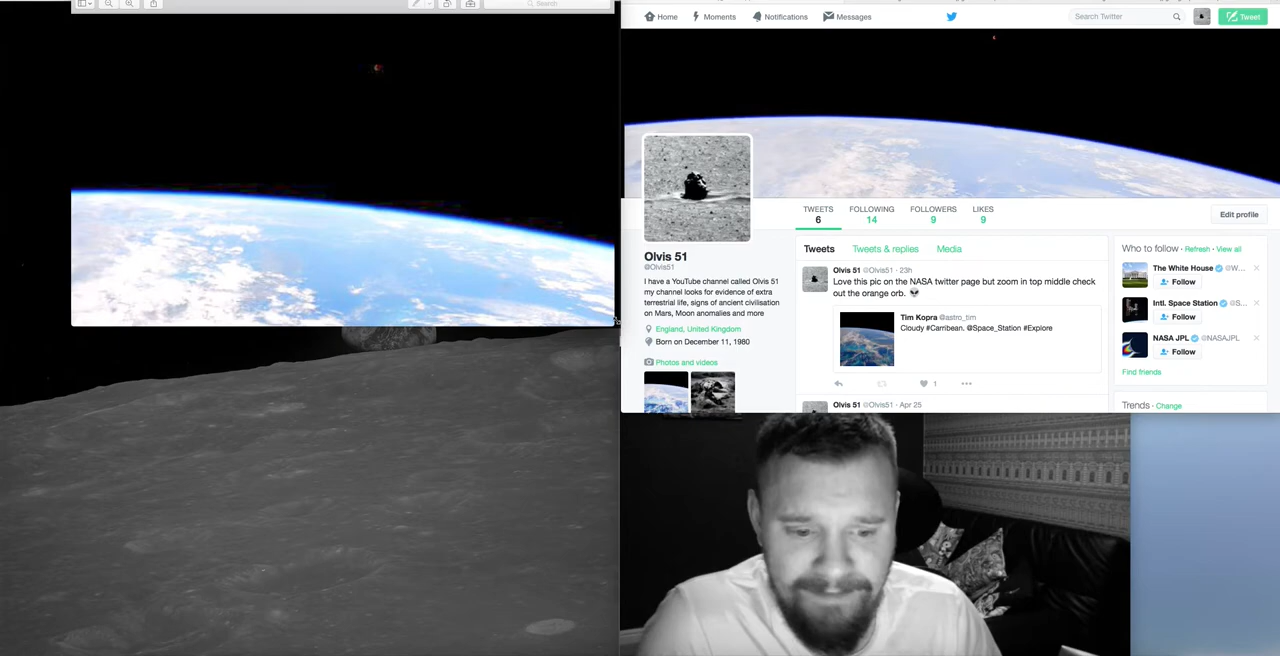 Search
Home
Moments
Notifications
Messages
Search Twitter
Tweet
TWEETS
6
FOLLOWING
14
FOLLOWERS
9
LIKES
9
Edit profile
Olvis 51
@Olvis51
I have a YouTube channel called Olvis 51
my channel looks for evidence of extra
terrestrial life, signs of ancient civilisation
on Mars, Moon anomalies and more
England, United Kingdom
Born on December 11, 1980
Photos and videos
Tweets
Tweets & replies
Media
Olvis 51 @Olvis51 · 23h
Love this pic on the NASA twitter page but zoom in top middle check
out the orange orb.
Tim Kopra @astro_tim
Cloudy #Carribean. @Space_Station #Explore
1
Olvis 51 @Olvis51 · Apr 25
Who to follow · Refresh · View all
The White House @W...
Follow
Intl. Space Station @S...
Follow
NASA JPL @NASAJPL
Follow
Find friends
Trends · Change